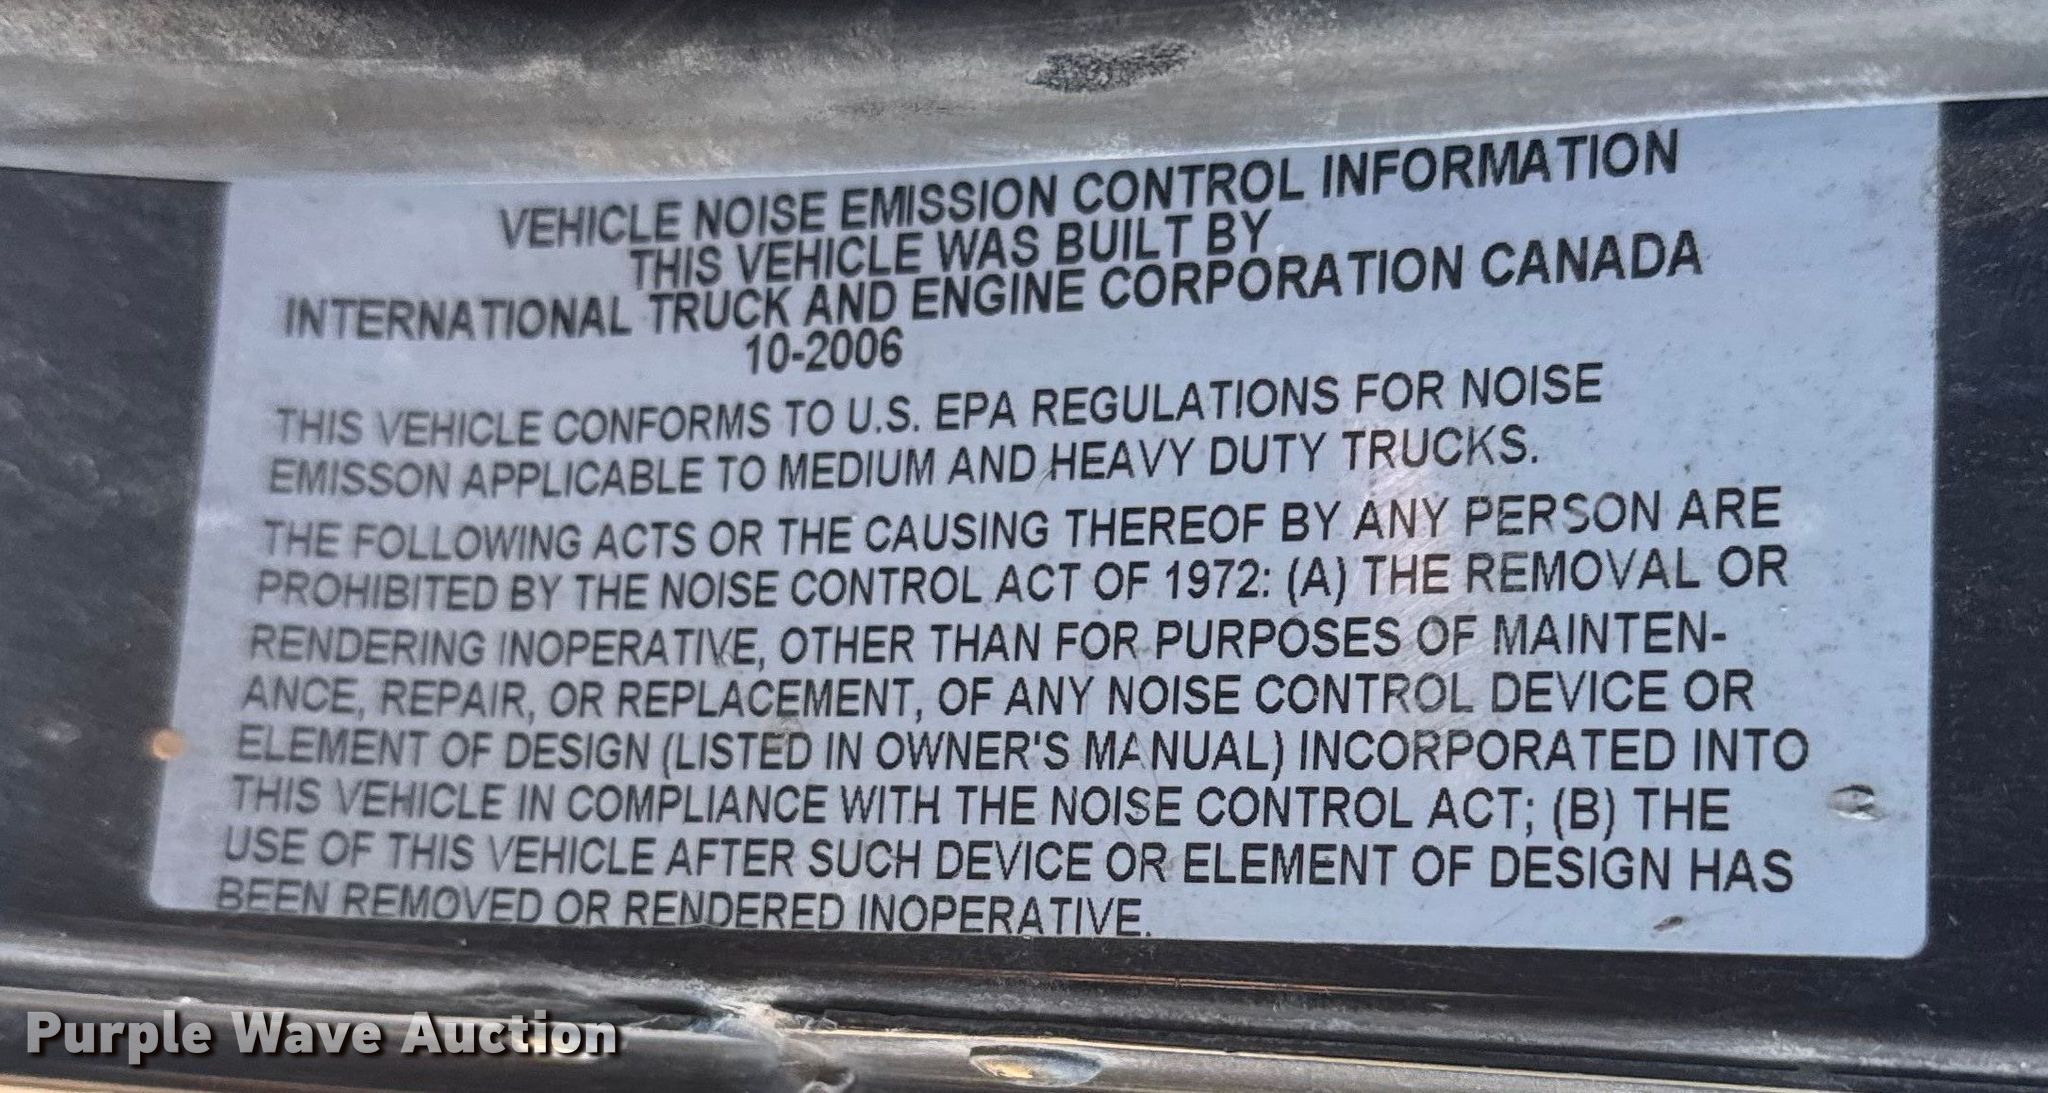 VEHICLE NOISE EMISSION CONTROL INFORMATION
THIS VEHICLE WAS BUILT BY
INTERNATIONAL TRUCK AND ENGINE CORPORATION CANADA
10-2006
THIS VEHICLE CONFORMS TO U.S. EPA REGULATIONS FOR NOISE
EMISSON APPLICABLE TO MEDIUM AND HEAVY DUTY TRUCKS.
THE FOLLOWING ACTS OR THE CAUSING THEREOF BY ANY PERSON ARE
PROHIBITED BY THE NOISE CONTROL ACT OF 1972: (A) THE REMOVAL OR
RENDERING INOPERATIVE, OTHER THAN FOR PURPOSES OF MAINTEN-
ANCE, REPAIR, OR REPLACEMENT, OF ANY NOISE CONTROL DEVICE OR
ELEMENT OF DESIGN (LISTED IN OWNER'S MANUAL) INCORPORATED INTO
THIS VEHICLE IN COMPLIANCE WITH THE NOISE CONTROL ACT; (B) THE
USE OF THIS VEHICLE AFTER SUCH DEVICE OR ELEMENT OF DESIGN HAS
BEEN REMOVED OR RENDERED INOPERATIVE.
Purple Wave Auction